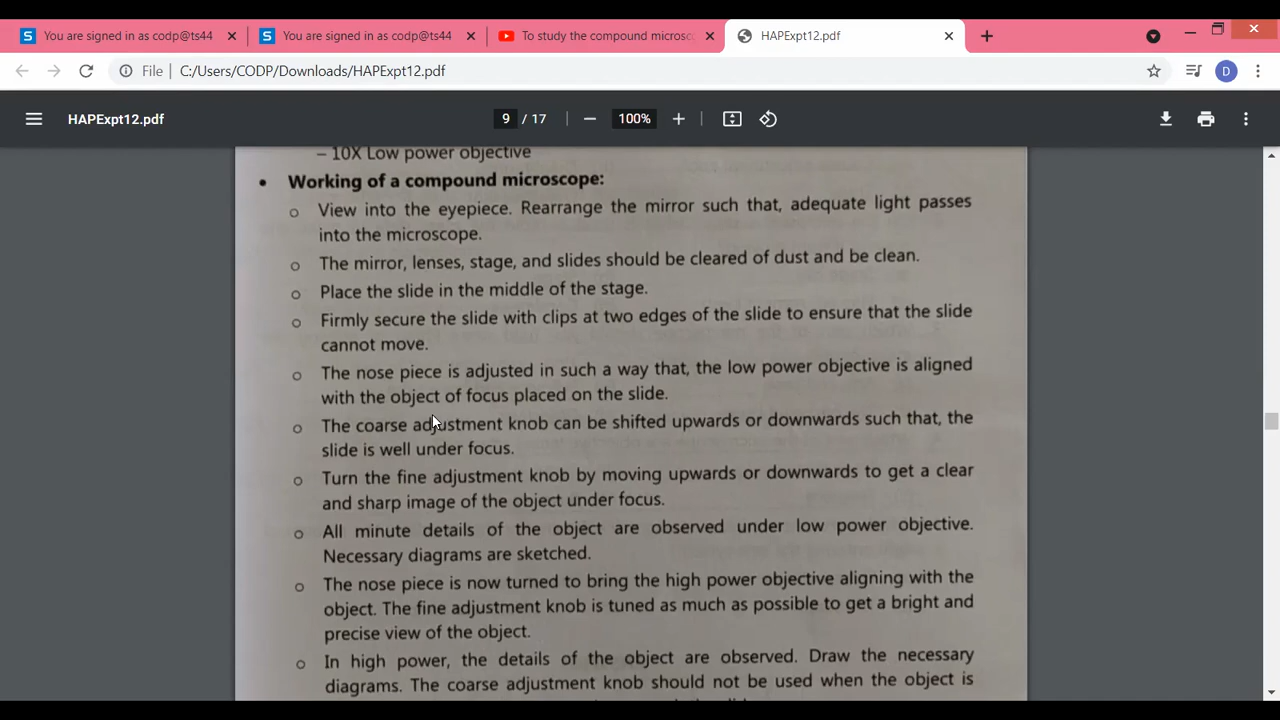 You are signed in as codp@ts44
You are signed in as codp@ts44
To study the compound microsc
HAPExpt12.pdf
File
C:/Users/CODP/Downloads/HAPExpt12.pdf
D
HAPExpt12.pdf
9 / 17
100%
– 10X Low power objective
• Working of a compound microscope:
o View into the eyepiece. Rearrange the mirror such that, adequate light passes
into the microscope.
o The mirror, lenses, stage, and slides should be cleared of dust and be clean.
o Place the slide in the middle of the stage.
o Firmly secure the slide with clips at two edges of the slide to ensure that the slide
cannot move.
o The nose piece is adjusted in such a way that, the low power objective is aligned
with the object of focus placed on the slide.
o The coarse adjustment knob can be shifted upwards or downwards such that, the
slide is well under focus.
o Turn the fine adjustment knob by moving upwards or downwards to get a clear
and sharp image of the object under focus.
o All minute details of the object are observed under low power objective.
Necessary diagrams are sketched.
o The nose piece is now turned to bring the high power objective aligning with the
object. The fine adjustment knob is tuned as much as possible to get a bright and
precise view of the object.
o In high power, the details of the object are observed. Draw the necessary
diagrams. The coarse adjustment knob should not be used when the object is